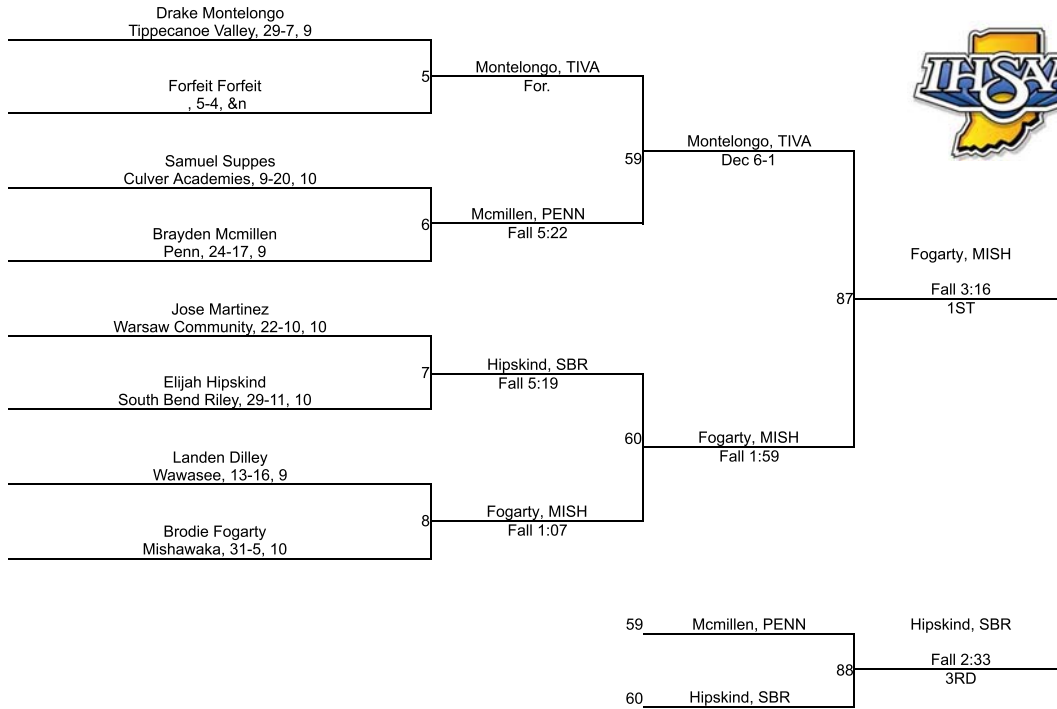 Drake Montelongo
Tippecanoe Valley, 29-7, 9
5
Forfeit Forfeit
, 5-4, &n
Montelongo, TIVA
For.
Samuel Suppes
Culver Academies, 9-20, 10
6
Brayden Mcmillen
Penn, 24-17, 9
Mcmillen, PENN
Fall 5:22
59
Montelongo, TIVA
Dec 6-1
Jose Martinez
Warsaw Community, 22-10, 10
7
Elijah Hipskind
South Bend Riley, 29-11, 10
Hipskind, SBR
Fall 5:19
Landen Dilley
Wawasee, 13-16, 9
8
Brodie Fogarty
Mishawaka, 31-5, 10
Fogarty, MISH
Fall 1:07
60
Fogarty, MISH
Fall 1:59
87
Fogarty, MISH
Fall 3:16
1ST
IHSAA
59
Mcmillen, PENN
60
Hipskind, SBR
88
Hipskind, SBR
Fall 2:33
3RD